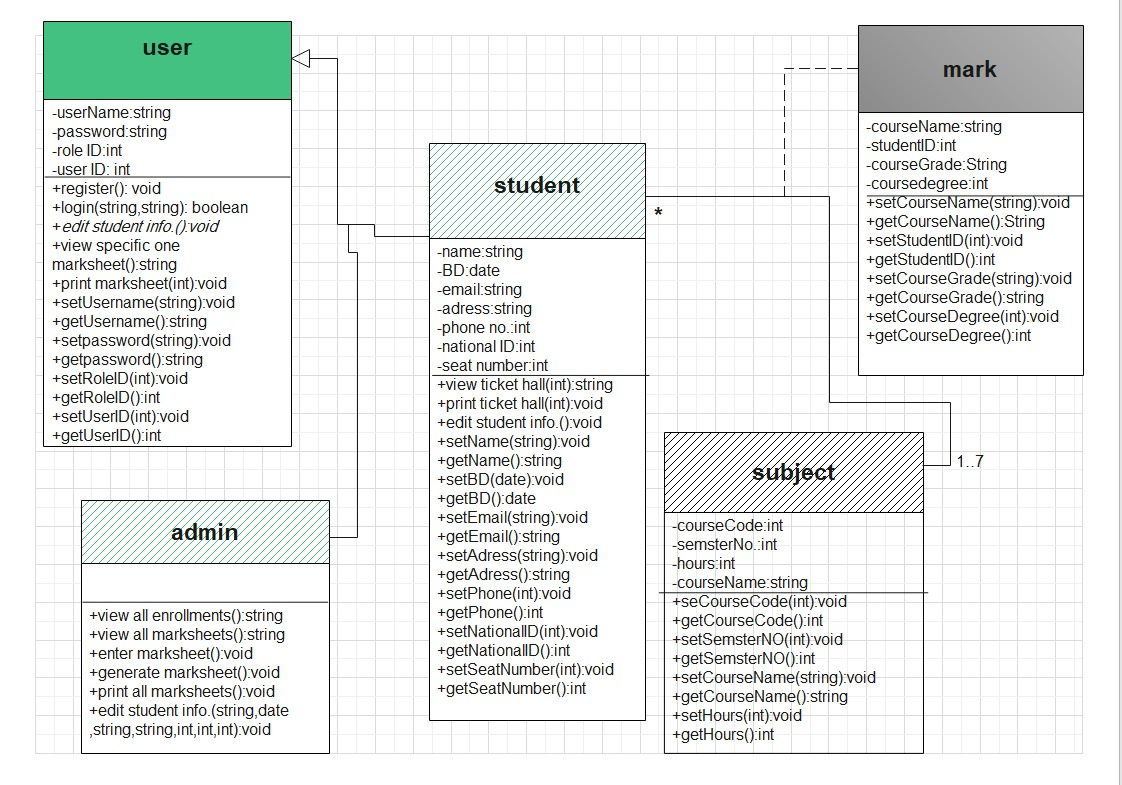 user
-userName:string
-password:string
-role ID:int
-user ID: int
+register(): void
+login(string,string): boolean
+edit student info.():void
+view specific one
marksheet():string
+print marksheet(int):void
+setUsername(string):void
+getUsername():string
+setpassword(string):void
+getpassword():string
+setRoleID(int):void
+getRoleID():int
+setUserID(int):void
+getUserID():int
admin
+view all enrollments():string
+view all marksheets():string
+enter marksheet():void
+generate marksheet():void
+print all marksheets():void
+edit student info.(string,date
,string,string,int,int,int):void
student
*
-name:string
-BD:date
-email:string
-adress:string
-phone no.:int
-national ID:int
-seat number:int
+view ticket hall(int):string
+print ticket hall(int):void
+edit student info.():void
+setName(string):void
+getName():string
+setBD(date):void
+getBD():date
+setEmail(string):void
+getEmail():string
+setAdress(string):void
+getAdress():string
+setPhone(int):void
+getPhone():int
+setNationalID(int):void
+getNationalID():int
+setSeatNumber(int):void
+getSeatNumber():int
mark
-courseName:string
-studentID:int
-courseGrade:String
-coursedegree:int
+setCourseName(string):void
+getCourseName():String
+setStudentID(int):void
+getStudentID():int
+setCourseGrade(string):void
+getCourseGrade():string
+setCourseDegree(int):void
+getCourseDegree():int
1..7
subject
-courseCode:int
-semsterNo.:int
-hours:int
-courseName:string
+seCourseCode(int):void
+getCourseCode():int
+setSemsterNO(int):void
+getSemsterNO():int
+setCourseName(string):void
+getCourseName():string
+setHours(int):void
+getHours():int